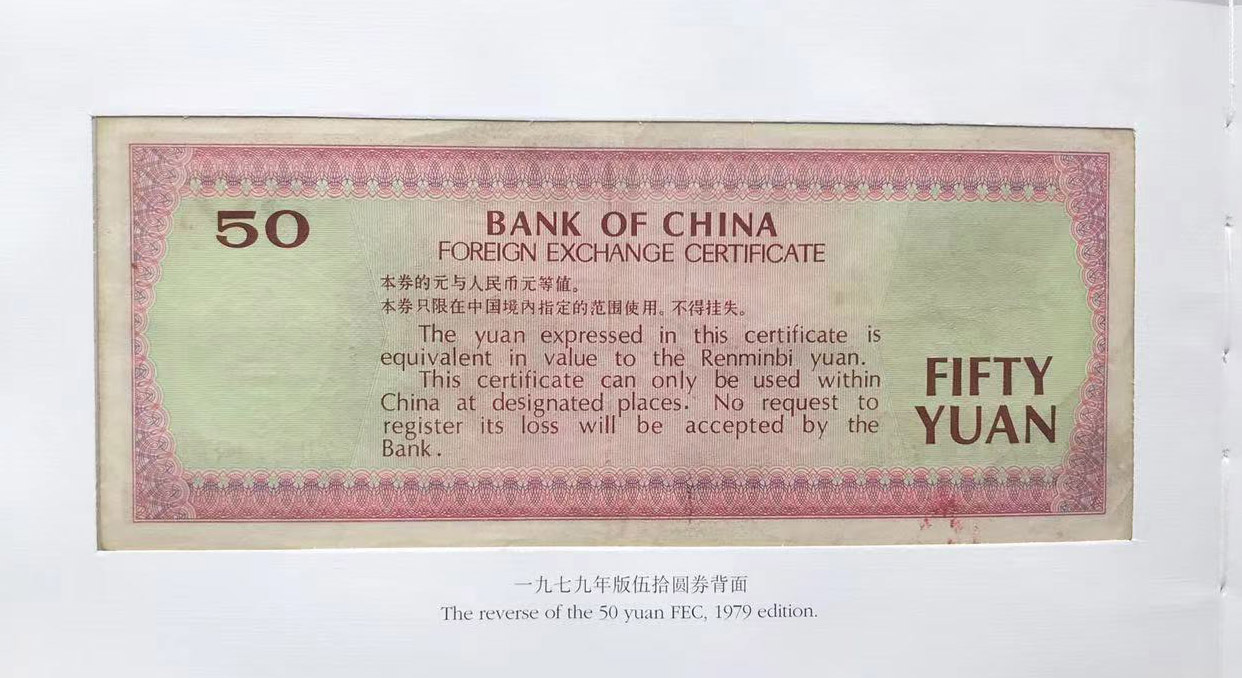 50
BANK OF CHINA
FOREIGN EXCHANGE CERTIFICATE
本券的元与人民币元等值。
本券只限在中国境内指定的范围使用。不得挂失。
The yuan expressed in this certificate is
equivalent in value to the Renminbi yuan.
This certificate can only be used within
China at designated places. No request to
register its loss will be accepted by the
Bank.
FIFTY
YUAN
一九七九年版伍拾圆券背面
The reverse of the 50 yuan FEC, 1979 edition.